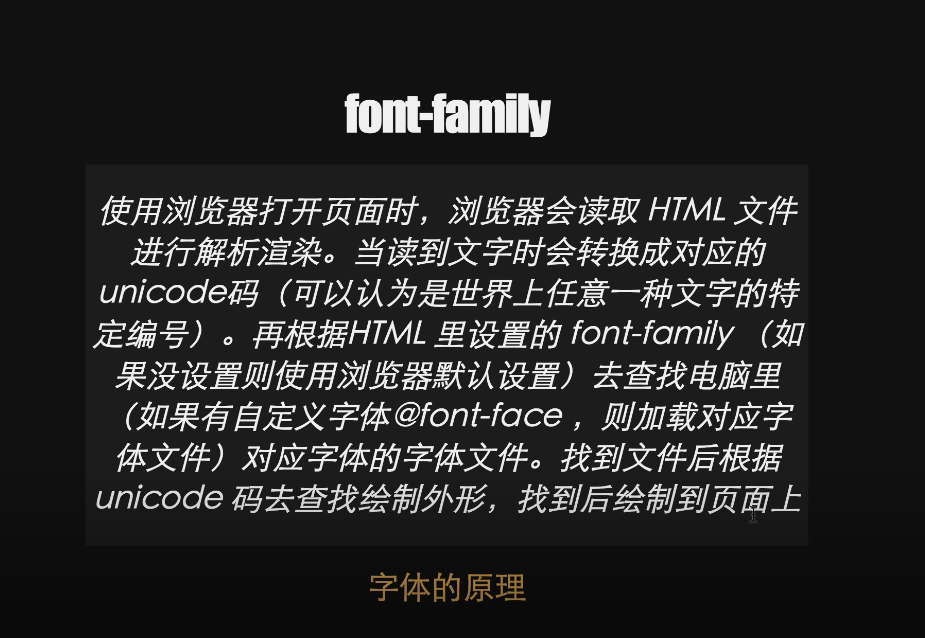 font-family
使用浏览器打开页面时，浏览器会读取 HTML 文件
进行解析渲染。当读到文字时会转换成对应的
unicode码（可以认为是世界上任意一种文字的特
定编号）。再根据HTML 里设置的 font-family （如
果没设置则使用浏览器默认设置）去查找电脑里
（如果有自定义字体@font-face ，则加载对应字
体文件）对应字体的字体文件。找到文件后根据
unicode 码去查找绘制外形，找到后绘制到页面上
字体的原理